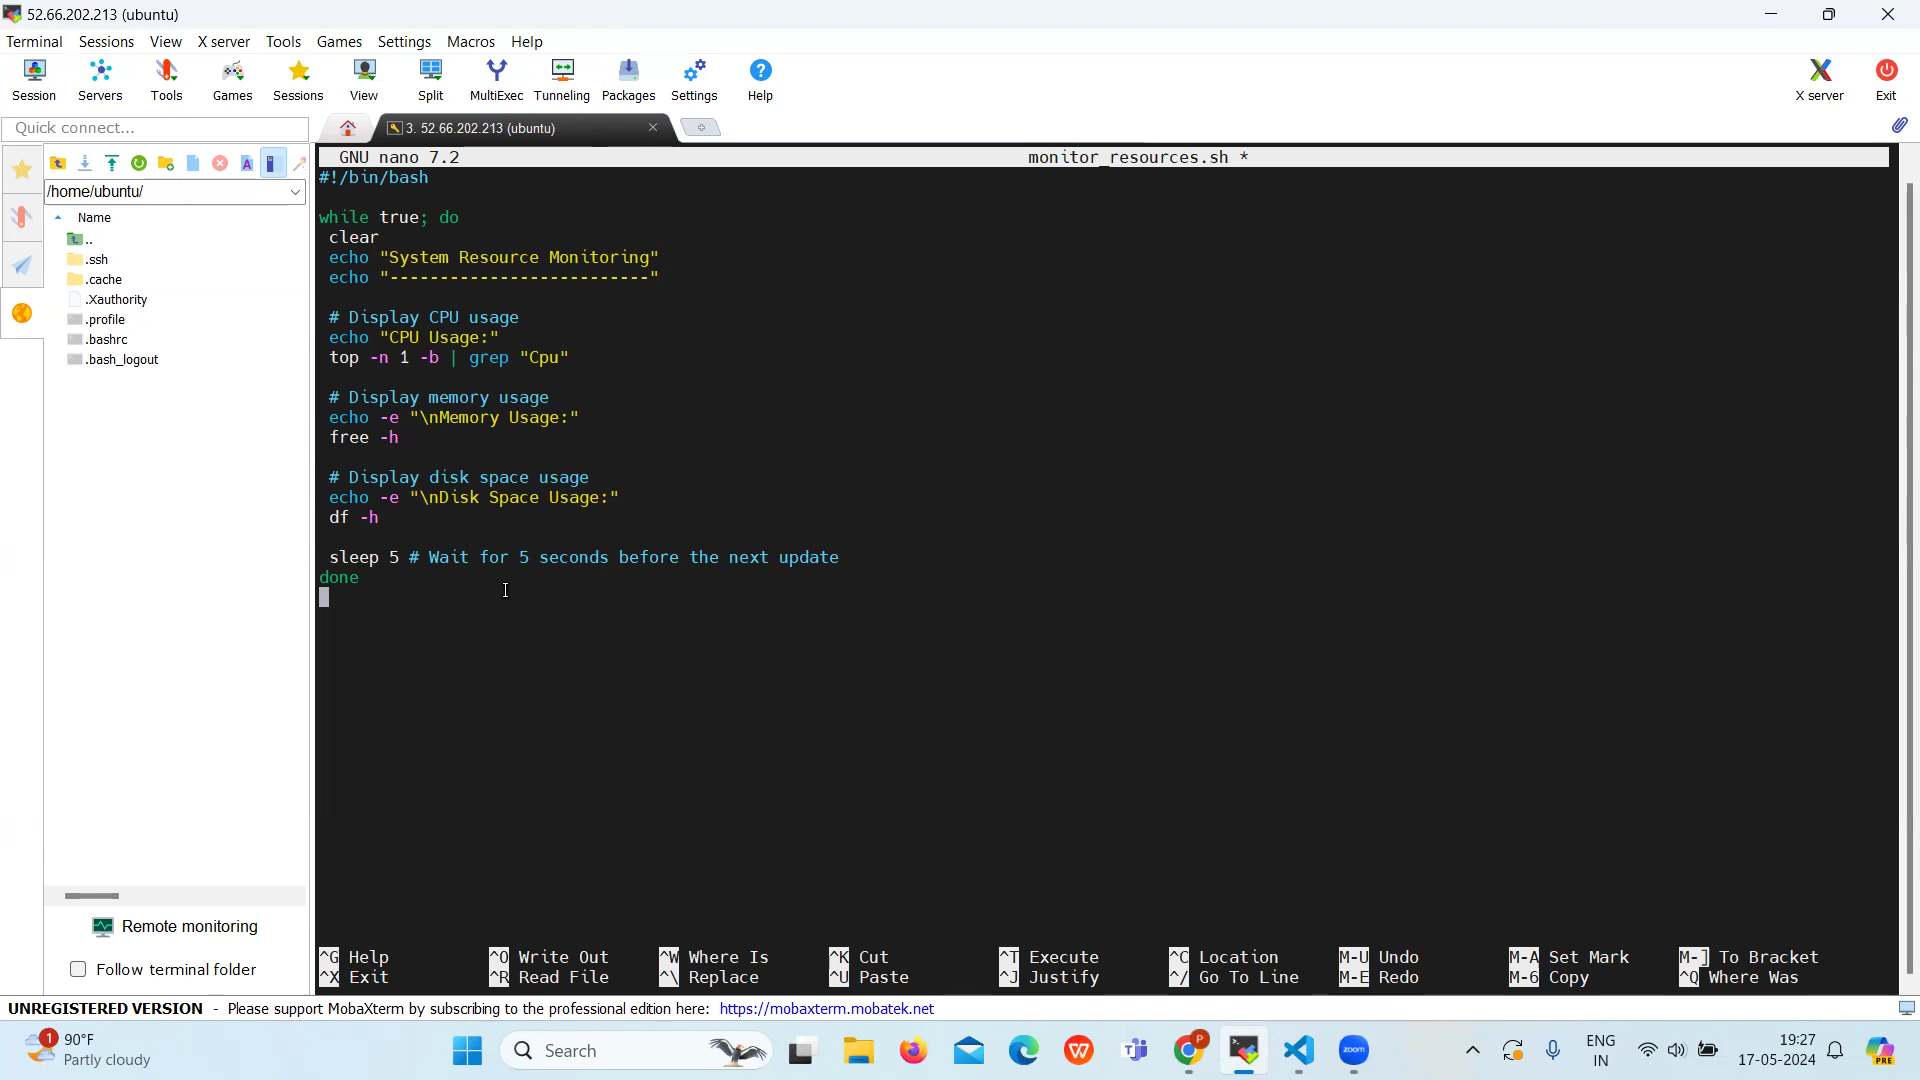 52.66.202.213 (ubuntu)
Terminal Sessions View X server Tools Games Settings Macros Help
Session Servers Tools Games Sessions View Split MultiExec Tunneling Packages Settings Help X server Exit
Quick connect...
3. 52.66.202.213 (ubuntu)
/home/ubuntu/
Name
..
.ssh
.cache
.Xauthority
.profile
.bashrc
.bash_logout
Remote monitoring
Follow terminal folder
GNU nano 7.2 monitor_resources.sh *
#!/bin/bash
while true; do
clear
echo "System Resource Monitoring"
echo "--------------------------"
# Display CPU usage
echo "CPU Usage:"
top -n 1 -b | grep "Cpu"
# Display memory usage
echo -e "\nMemory Usage:"
free -h
# Display disk space usage
echo -e "\nDisk Space Usage:"
df -h
sleep 5 # Wait for 5 seconds before the next update
done
^G Help ^O Write Out ^W Where Is ^K Cut ^T Execute ^C Location M-U Undo M-A Set Mark M-] To Bracket
^X Exit ^R Read File ^\ Replace ^U Paste ^J Justify ^/ Go To Line M-E Redo M-6 Copy ^Q Where Was
UNREGISTERED VERSION - Please support MobaXterm by subscribing to the professional edition here: https://mobaxterm.mobatek.net
1
90°F
Partly cloudy
Search
P
zoom
ENG
IN
19:27
17-05-2024
PRE